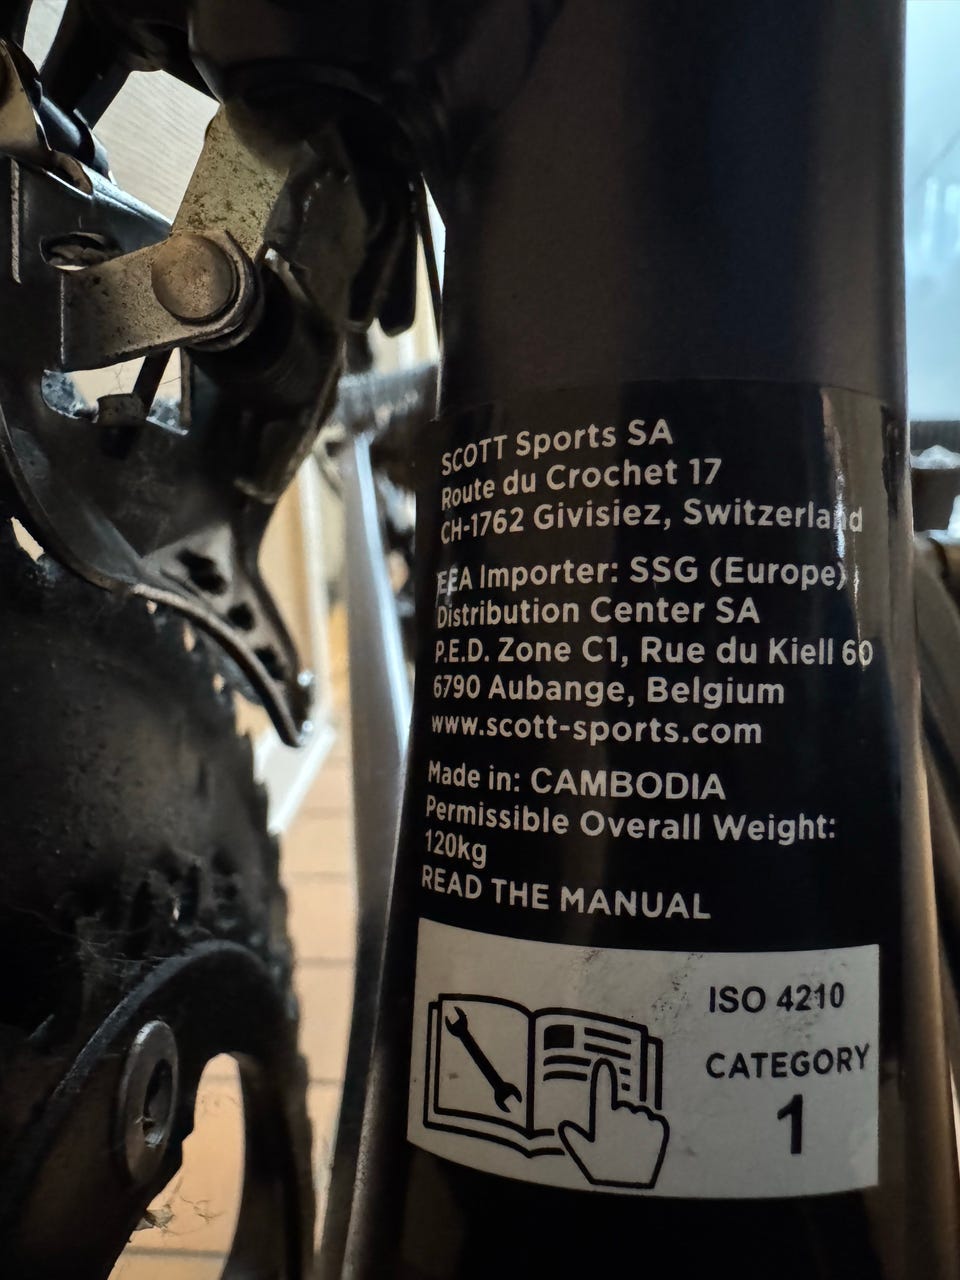 SCOTT Sports SA
Route du Crochet 17
CH-1762 Givisiez, Switzerland
EEA Importer: SSG (Europe)
Distribution Center SA
P.E.D. Zone C1, Rue du Kiell 60
6790 Aubange, Belgium
www.scott-sports.com
Made in: CAMBODIA
Permissible Overall Weight:
120kg
READ THE MANUAL
ISO 4210
CATEGORY
1